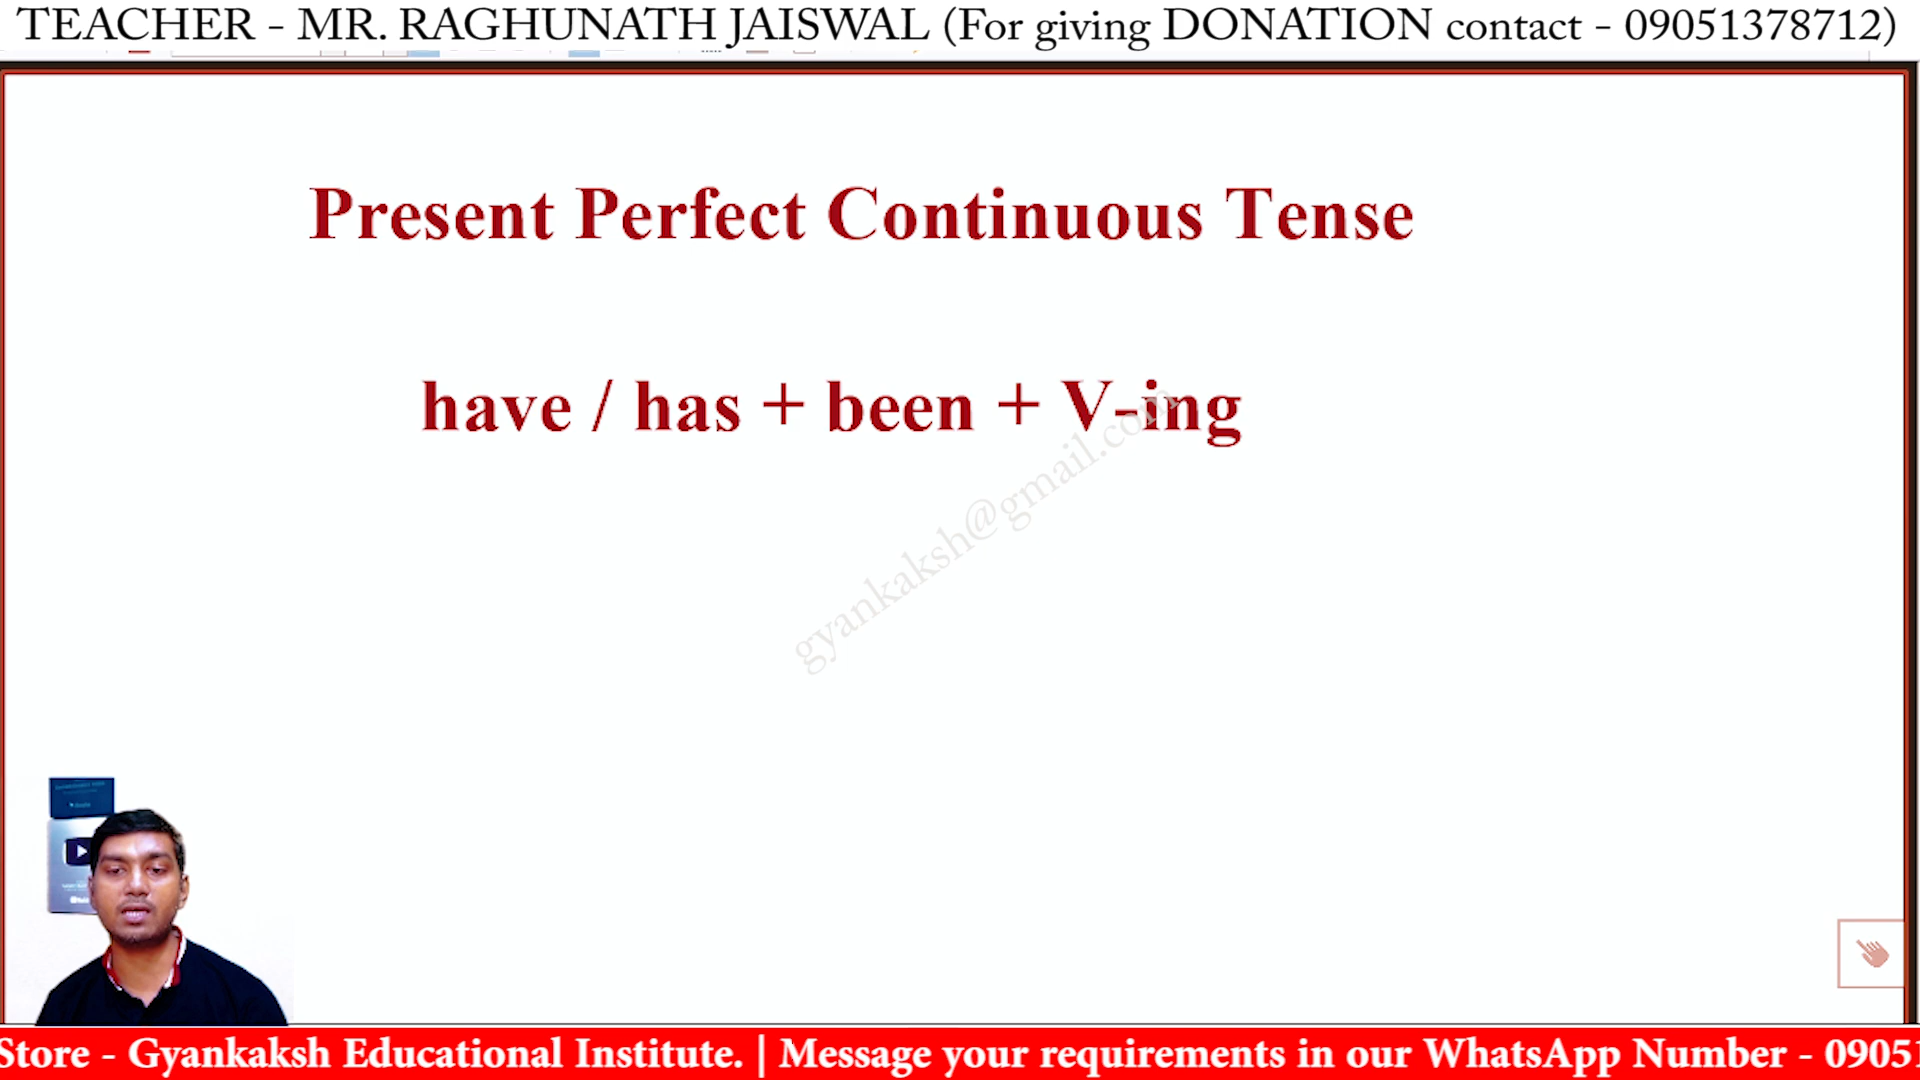 TEACHER - MR. RAGHUNATH JAISWAL (For giving DONATION contact - 09051378712)
Present Perfect Continuous Tense
have / has + been + V-ing
gyankaksh@gmail.com
Store - Gyankaksh Educational Institute. | Message your requirements in our WhatsApp Number - 0905